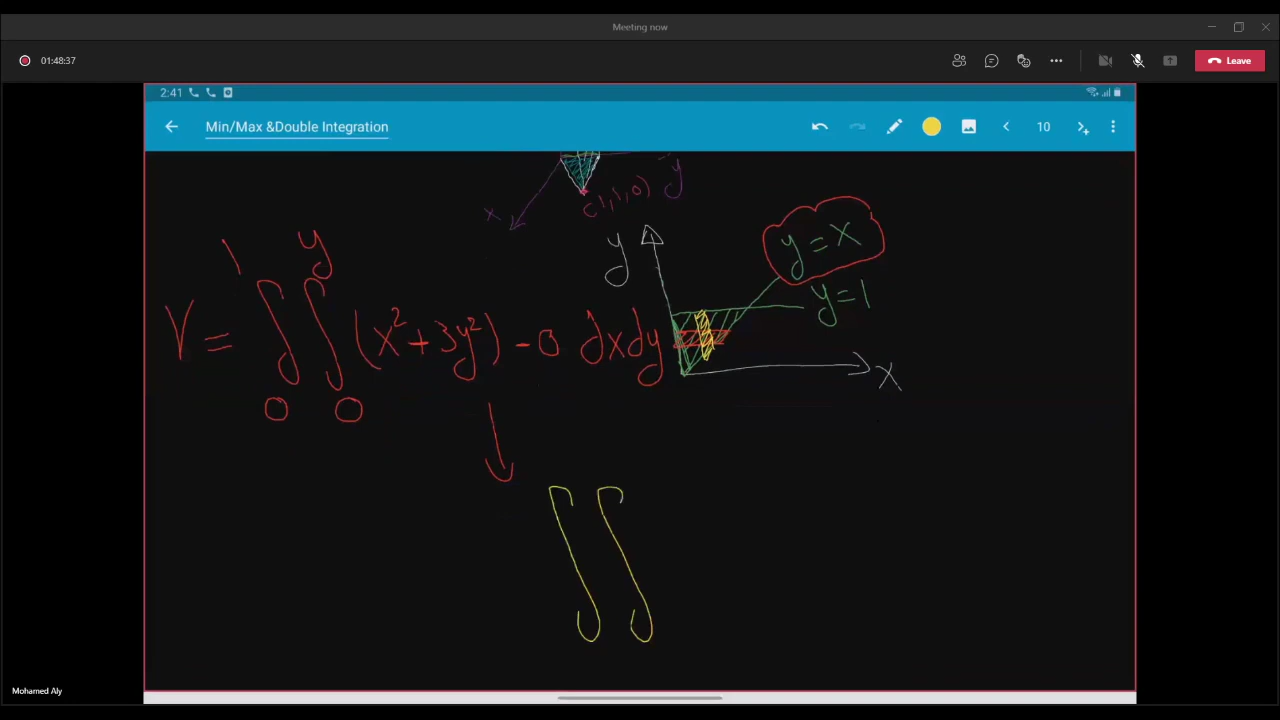 Meeting now
01:48:37
Leave
2:41
Min/Max &Double Integration
10
y
x
(1,1,0)
y = x
y = 1
y
x
V = ∫₀¹ ∫₀ʸ (x² + 3y²) - 0 dxdy
∫∫
Mohamed Aly